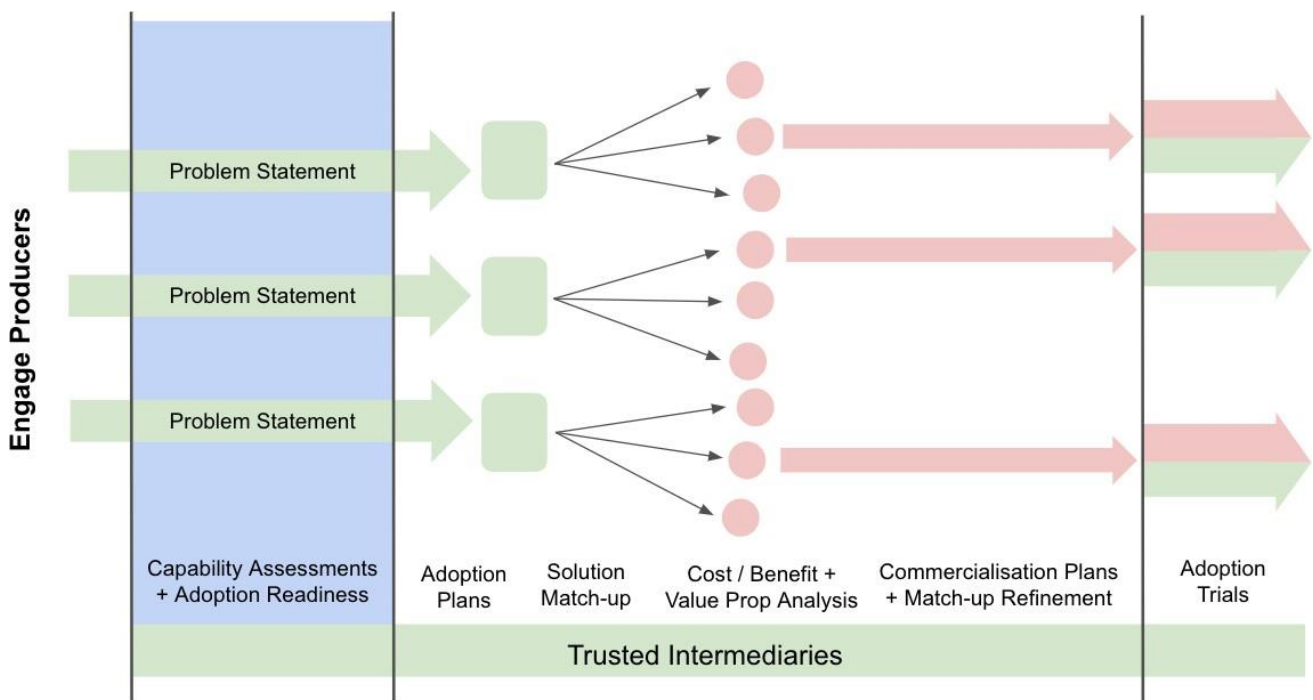 Engage Producers
Problem Statement
Problem Statement
Problem Statement
Capability Assessments
+ Adoption Readiness
Adoption
Plans
Solution
Match-up
Cost / Benefit +
Value Prop Analysis
Commercialisation Plans
+ Match-up Refinement
Adoption
Trials
Trusted Intermediaries